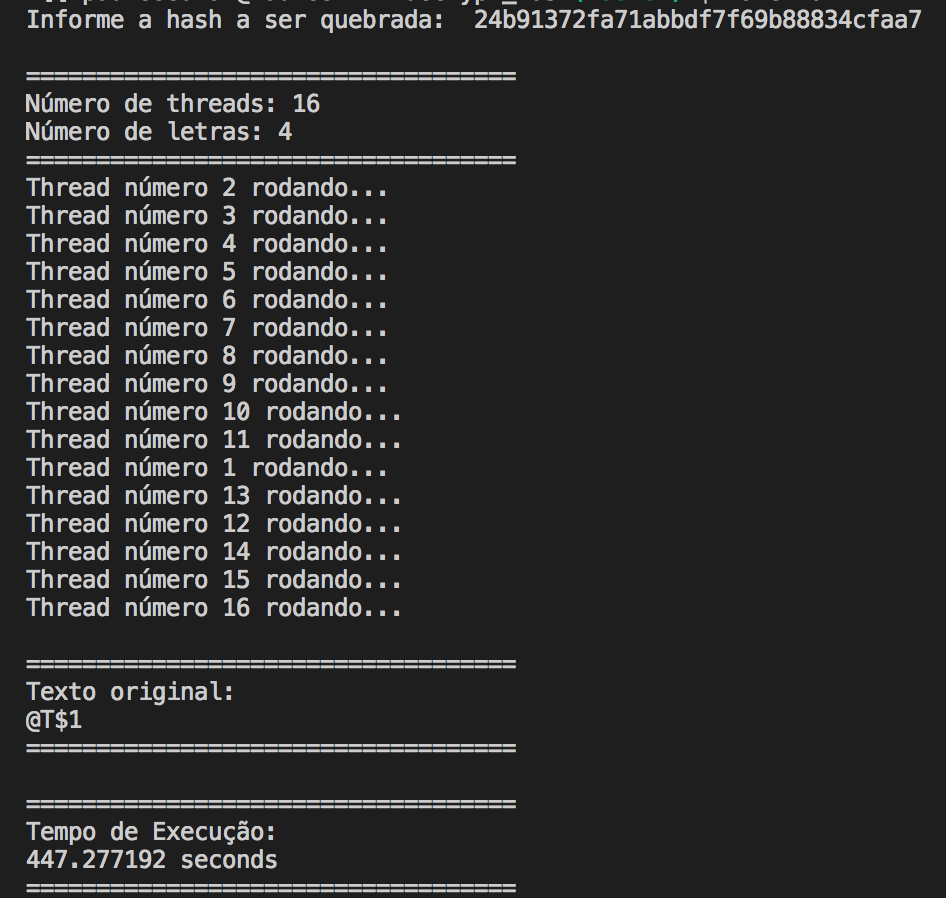 Informe a hash a ser quebrada:  24b91372fa71abbdf7f69b88834cfaa7
===================================
Número de threads: 16
Número de letras: 4
===================================
Thread número 2 rodando...
Thread número 3 rodando...
Thread número 4 rodando...
Thread número 5 rodando...
Thread número 6 rodando...
Thread número 7 rodando...
Thread número 8 rodando...
Thread número 9 rodando...
Thread número 10 rodando...
Thread número 11 rodando...
Thread número 1 rodando...
Thread número 13 rodando...
Thread número 12 rodando...
Thread número 14 rodando...
Thread número 15 rodando...
Thread número 16 rodando...
===================================
Texto original:
@T$1
===================================
===================================
Tempo de Execução:
447.277192 seconds
===================================